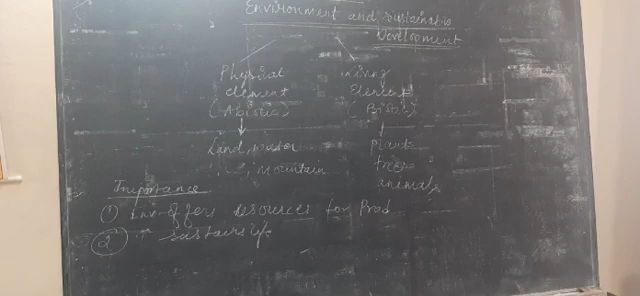 Environment and sustainable
Development
Physical living
element Element
(Abiotic) (Biotic)
Land, water plants
mountain trees
animals
Importance
① Env. offers resources for Prod
② " sustains life